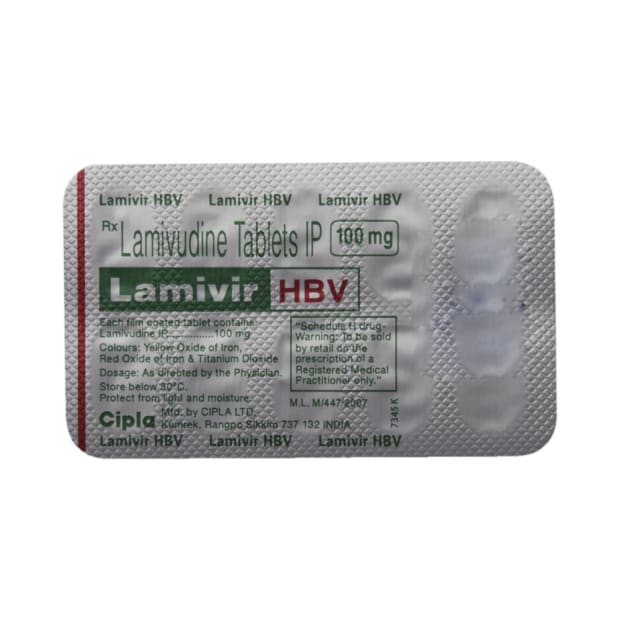 Lamivir HBV Lamivir HBV Lamivir HBV
Rx Lamivudine Tablets IP 100 mg
Lamivir HBV
Each film coated tablet contains:
Lamivudine IP..............100 mg
Colours: Yellow Oxide of Iron,
Red Oxide of Iron & Titanium Dioxide
Dosage: As directed by the Physician.
Store below 30°C.
Protect from light and moisture.
"Schedule H drug-
Warning: To be sold
by retail on the
prescription of a
Registered Medical
Practitioner only."
M.L. M/447/2007
Cipla
Mfd. by CIPLA LTD.
Kumrek, Rangpo Sikkim 737 132 INDIA
7345 K
Lamivir HBV Lamivir HBV Lamivir HBV